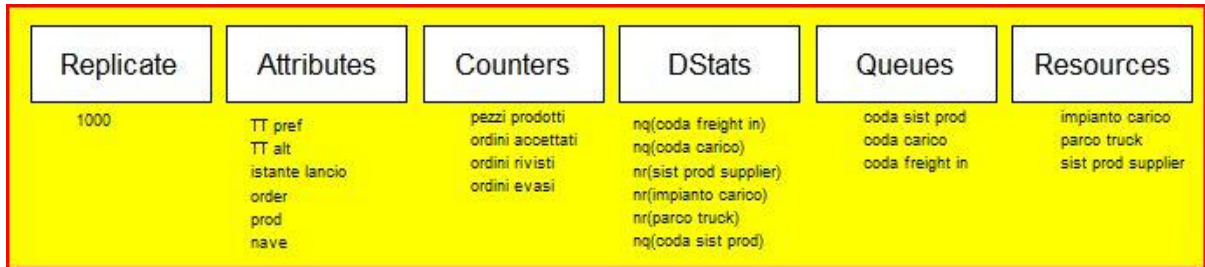 Replicate
1000
Attributes
TT pref
TT alt
istante lancio
order
prod
nave
Counters
pezzi prodotti
ordini accettati
ordini rivisti
ordini evasi
DStats
nq(coda freight in)
nq(coda carico)
nr(sist prod supplier)
nr(impianto carico)
nr(parco truck)
nq(coda sist prod)
Queues
coda sist prod
coda carico
coda freight in
Resources
impianto carico
parco truck
sist prod supplier